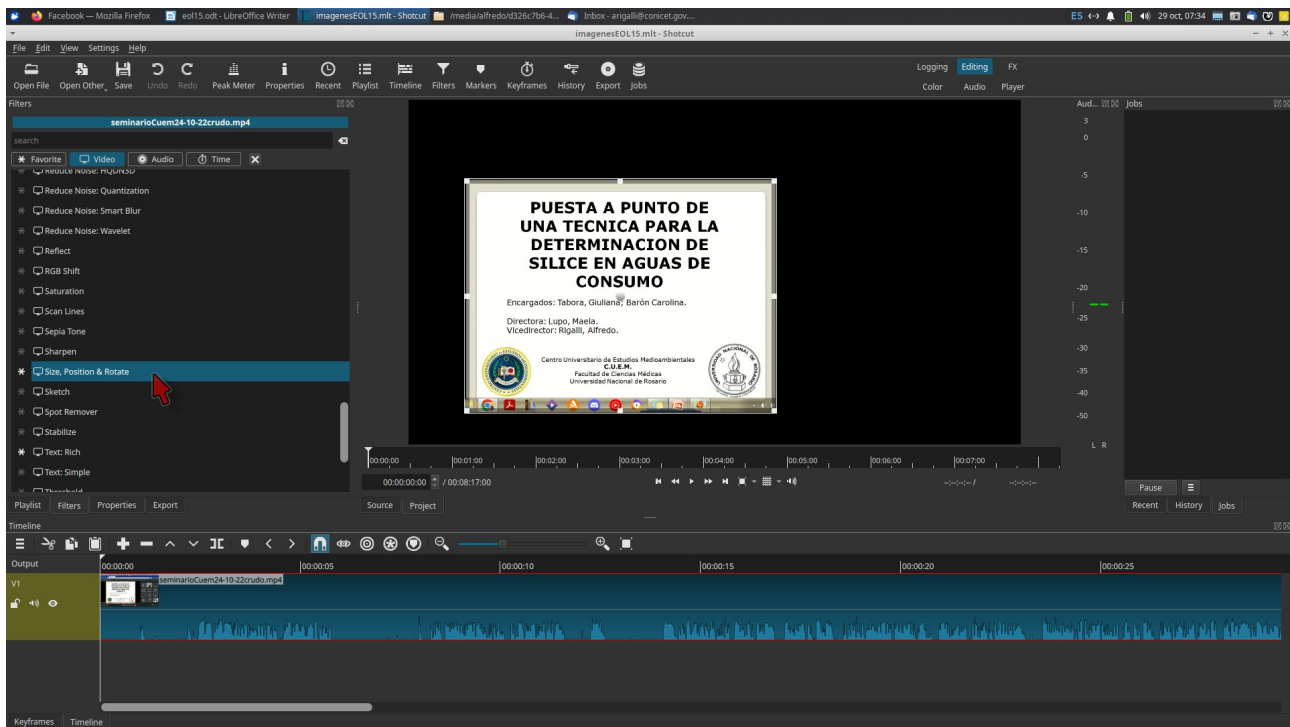 Facebook — Mozilla Firefox
eol15.odt - LibreOffice Writer
imagenesEOL15.mlt - Shotcut
/media/alfredo/d326c7b6-4...
Inbox - arigalli@conicet.gov....
ES
29 oct, 07:34
imagenesEOL15.mlt - Shotcut
File Edit View Settings Help
Open File Open Other Save Undo Redo Peak Meter Properties Recent Playlist Timeline Filters Markers Keyframes History Export Jobs
Logging Editing FX
Color Audio Player
Filters
seminarioCuem24-10-22crudo.mp4
search
Favorite Video Audio Time
Reduce Noise: HQDN3D
Reduce Noise: Quantization
Reduce Noise: Smart Blur
Reduce Noise: Wavelet
Reflect
RGB Shift
Saturation
Scan Lines
Sepia Tone
Sharpen
Size, Position & Rotate
Sketch
Spot Remover
Stabilize
Text: Rich
Text: Simple
Threshold
Playlist Filters Properties Export
PUESTA A PUNTO DE
UNA TECNICA PARA LA
DETERMINACION DE
SILICE EN AGUAS DE
CONSUMO
Encargados: Tabora, Giuliana; Barón Carolina.
Directora: Lupo, Maela.
Vicedirector: Rigalli, Alfredo.
Centro Universitario de Estudios Medioambientales
C.U.E.M.
Facultad de Ciencias Médicas
Universidad Nacional de Rosario
00:00:00 00:01:00 00:02:00 00:03:00 00:04:00 00:05:00 00:06:00 00:07:00
00:00:00:00 / 00:08:17:00
--:--:--:-- / --:--:--:--
Source Project
Aud...
3
0
-5
-10
-15
-20
-25
-30
-35
-40
-50
L R
Jobs
Pause
Recent History Jobs
Timeline
Output
00:00:00 00:00:05 00:00:10 00:00:15 00:00:20 00:00:25
V1
seminarioCuem24-10-22crudo.mp4
Keyframes Timeline